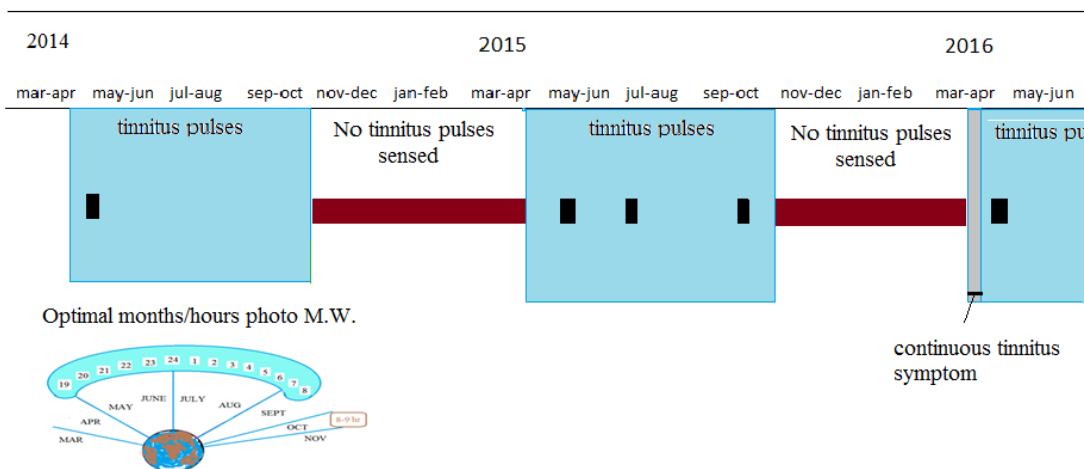 2014 2015 2016
mar-apr may-jun jul-aug sep-oct nov-dec jan-feb mar-apr may-jun jul-aug sep-oct nov-dec jan-feb mar-apr may-jun
tinnitus pulses No tinnitus pulses tinnitus pulses No tinnitus pulses tinnitus pu
sensed sensed
Optimal months/hours photo M.W.
continuous tinnitus
symptom
19 20 21 22 23 24 1 2 3 4 5 6 7 8
MAR APR MAY JUNE JULY AUG SEPT OCT NOV
8-9 hr